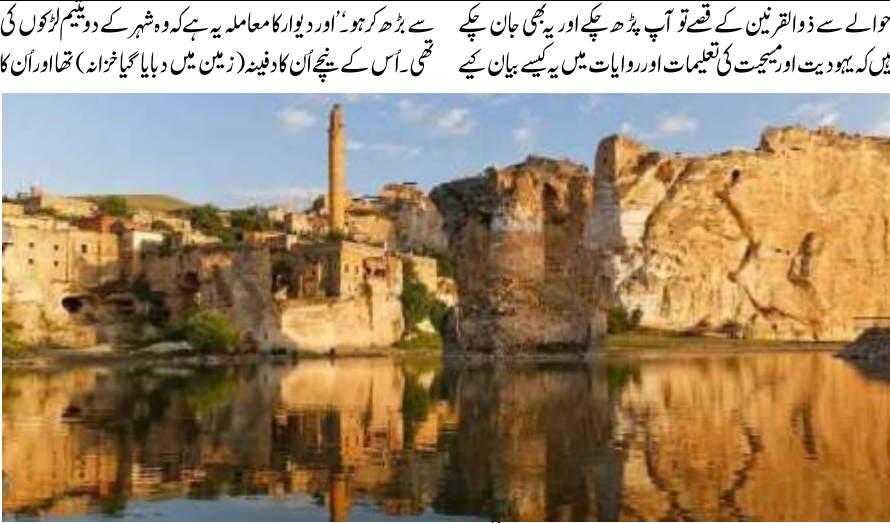 حوالے سے ذوالقرنین کے قصے تو آپ پڑھ چکے اور یہ بھی جان چکے
ہیں کہ یہودیت اور مسیحیت کی تعلیمات اور روایات میں یہ کیسے بیان کیے
سے بڑھ کر ہو۔‘’اور دیوار کا معاملہ یہ ہے کہ وہ شہر کے دو یتیم لڑکوں کی
تھی۔ اُس کے نیچے اُن کا دفینہ (زمین میں دبایا گیا خزانہ) تھا اور اُن کا